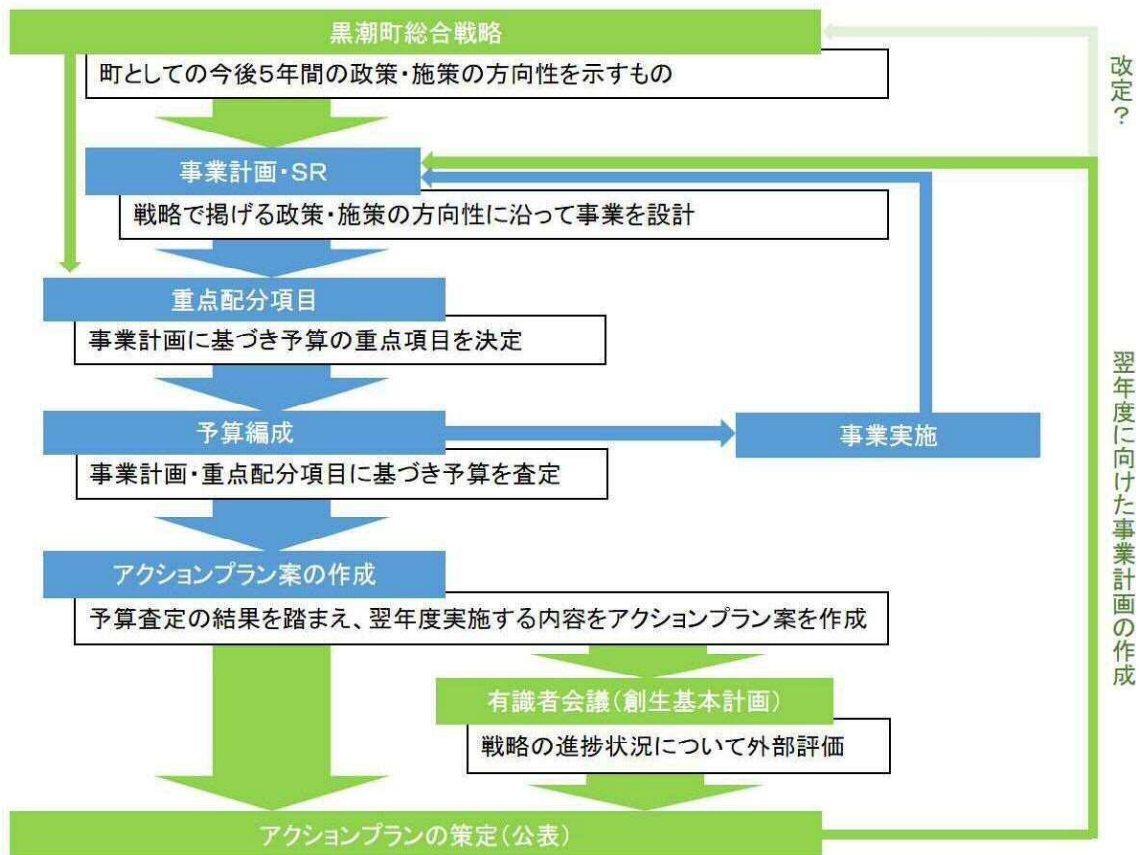 黒潮町総合戦略
町としての今後5年間の政策・施策の方向性を示すもの
改定？
事業計画・SR
戦略で掲げる政策・施策の方向性に沿って事業を設計
重点配分項目
事業計画に基づき予算の重点項目を決定
予算編成
事業実施
事業計画・重点配分項目に基づき予算を査定
アクションプラン案の作成
予算査定の結果を踏まえ、翌年度実施する内容をアクションプラン案を作成
翌年度に向けた事業計画の作成
有識者会議（創生基本計画）
戦略の進捗状況について外部評価
アクションプランの策定（公表）